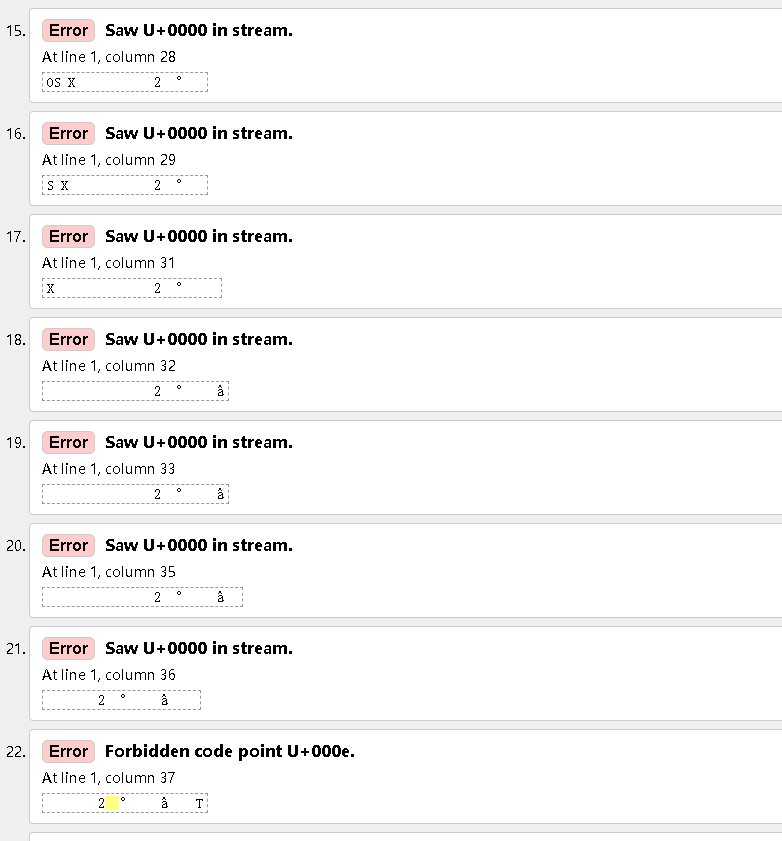 15. Error Saw U+0000 in stream.
At line 1, column 28
OS X 2 °
16. Error Saw U+0000 in stream.
At line 1, column 29
S X 2 °
17. Error Saw U+0000 in stream.
At line 1, column 31
X 2 °
18. Error Saw U+0000 in stream.
At line 1, column 32
2 ° â
19. Error Saw U+0000 in stream.
At line 1, column 33
2 ° â
20. Error Saw U+0000 in stream.
At line 1, column 35
2 ° â
21. Error Saw U+0000 in stream.
At line 1, column 36
2 ° â
22. Error Forbidden code point U+000e.
At line 1, column 37
2 ° â T